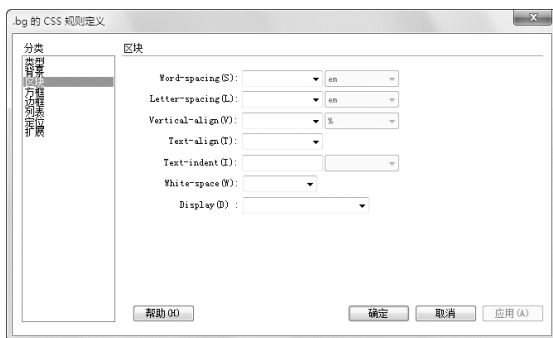 .bg 的 CSS 规则定义
分类
类型
背景
区块
方框
边框
列表
定位
扩展
区块
Word-spacing(S):
em
Letter-spacing(L):
em
Vertical-align(V):
%
Text-align(T):
Text-indent(I):
White-space(W):
Display(D) :
帮助(H)
确定
取消
应用(A)